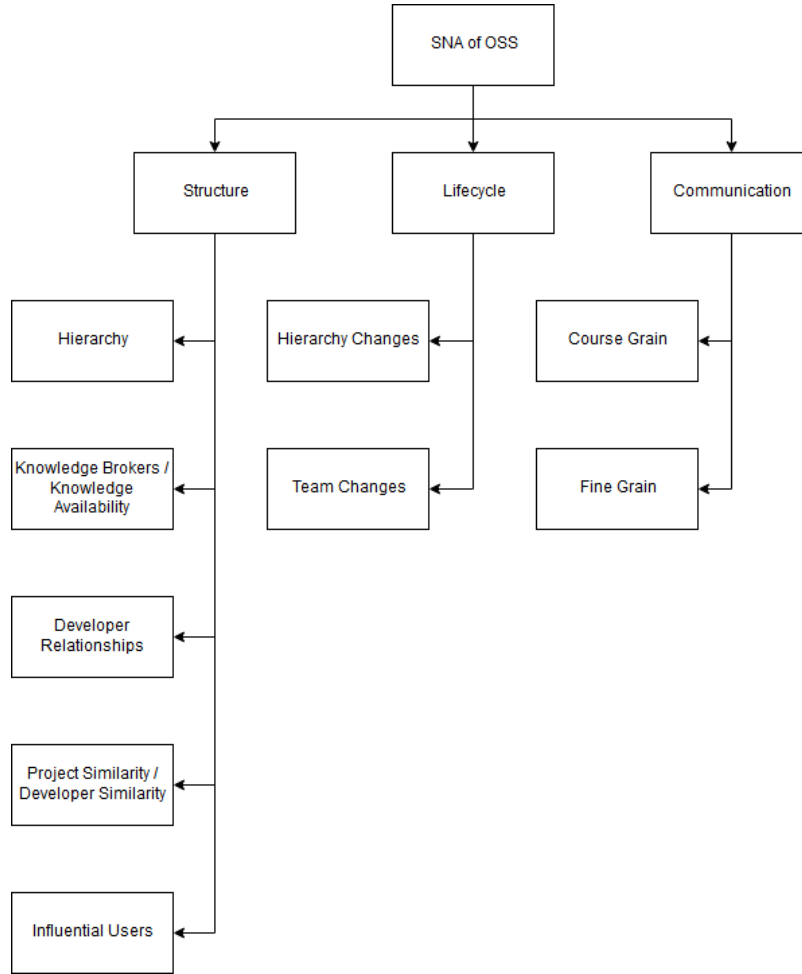 SNA of OSS
Structure
Lifecycle
Communication
Hierarchy
Hierarchy Changes
Course Grain
Knowledge Brokers /
Knowledge
Availability
Team Changes
Fine Grain
Developer
Relationships
Project Similarity /
Developer Similarity
Influential Users